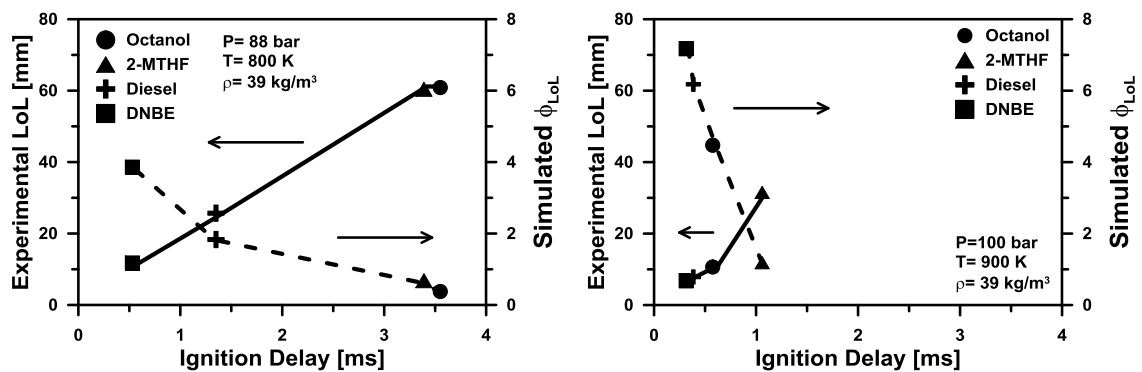 80
60
40
20
0
Experimental LoL [mm]
Octanol
2-MTHF
Diesel
DNBE
P= 88 bar
T= 800 K
ρ= 39 kg/m³
8
6
4
2
0
Simulated ϕLoL
0 1 2 3 4
Ignition Delay [ms]
80
60
40
20
0
Experimental LoL [mm]
Octanol
2-MTHF
Diesel
DNBE
P=100 bar
T= 900 K
ρ= 39 kg/m³
8
6
4
2
0
Simulated ϕLoL
0 1 2 3 4
Ignition Delay [ms]